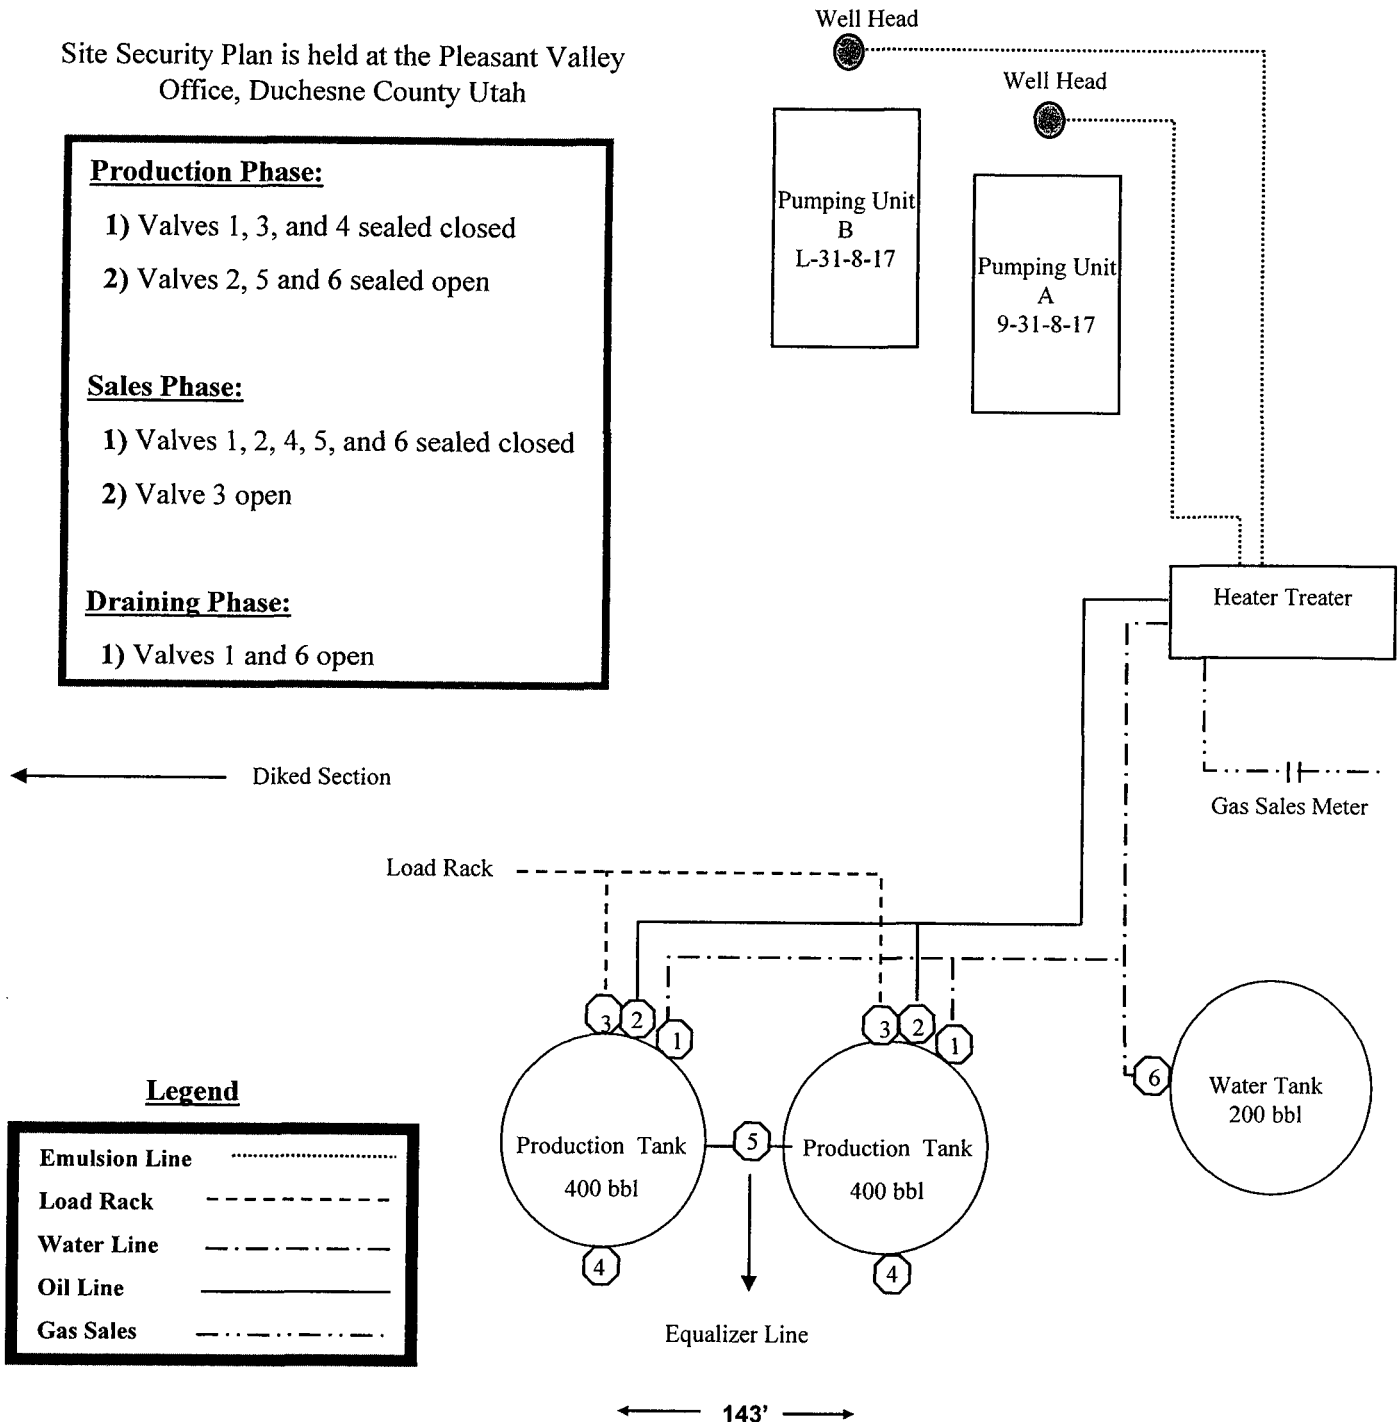 Site Security Plan is held at the Pleasant Valley
Office, Duchesne County Utah
Production Phase:
1) Valves 1, 3, and 4 sealed closed
2) Valves 2, 5 and 6 sealed open
Sales Phase:
1) Valves 1, 2, 4, 5, and 6 sealed closed
2) Valve 3 open
Draining Phase:
1) Valves 1 and 6 open
Well Head
Well Head
Pumping Unit
B
L-31-8-17
Pumping Unit
A
9-31-8-17
Heater Treater
Diked Section
Gas Sales Meter
Load Rack
3
2
1
3
2
1
6
Water Tank
200 bbl
Production Tank
400 bbl
5
Production Tank
400 bbl
4
4
Equalizer Line
Legend
Emulsion Line
Load Rack
Water Line
Oil Line
Gas Sales
143'